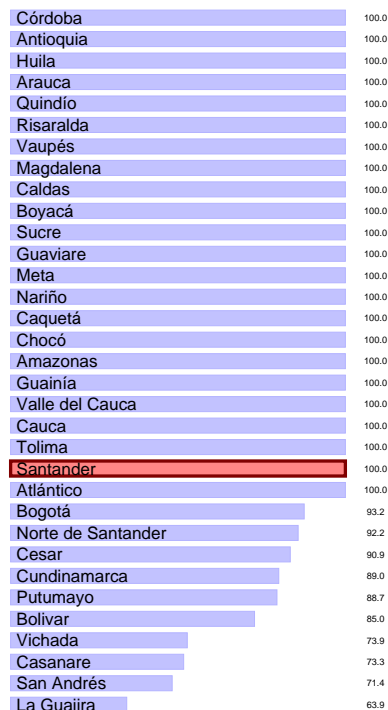 Córdoba 100.0
Antioquia 100.0
Huila 100.0
Arauca 100.0
Quindío 100.0
Risaralda 100.0
Vaupés 100.0
Magdalena 100.0
Caldas 100.0
Boyacá 100.0
Sucre 100.0
Guaviare 100.0
Meta 100.0
Nariño 100.0
Caquetá 100.0
Chocó 100.0
Amazonas 100.0
Guainía 100.0
Valle del Cauca 100.0
Cauca 100.0
Tolima 100.0
Santander 100.0
Atlántico 100.0
Bogotá 93.2
Norte de Santander 92.2
Cesar 90.9
Cundinamarca 89.0
Putumayo 88.7
Bolivar 85.0
Vichada 73.9
Casanare 73.3
San Andrés 71.4
La Guajira 63.9